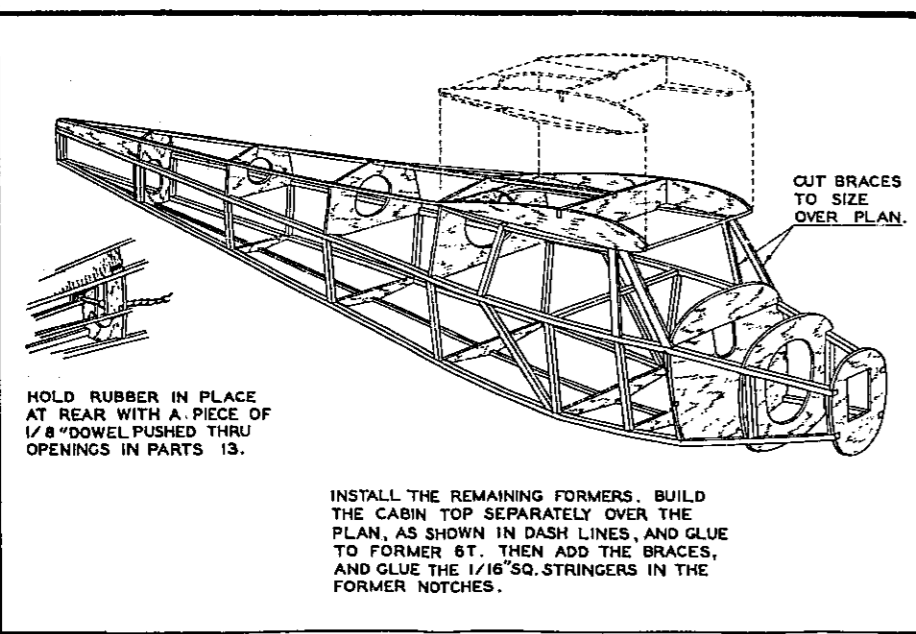 CUT BRACES
TO SIZE
OVER PLAN.
HOLD RUBBER IN PLACE
AT REAR WITH A PIECE OF
1/8" DOWEL PUSHED THRU
OPENINGS IN PARTS 13.
INSTALL THE REMAINING FORMERS. BUILD
THE CABIN TOP SEPARATELY OVER THE
PLAN, AS SHOWN IN DASH LINES, AND GLUE
TO FORMER 6T. THEN ADD THE BRACES,
AND GLUE THE 1/16" SQ. STRINGERS IN THE
FORMER NOTCHES.